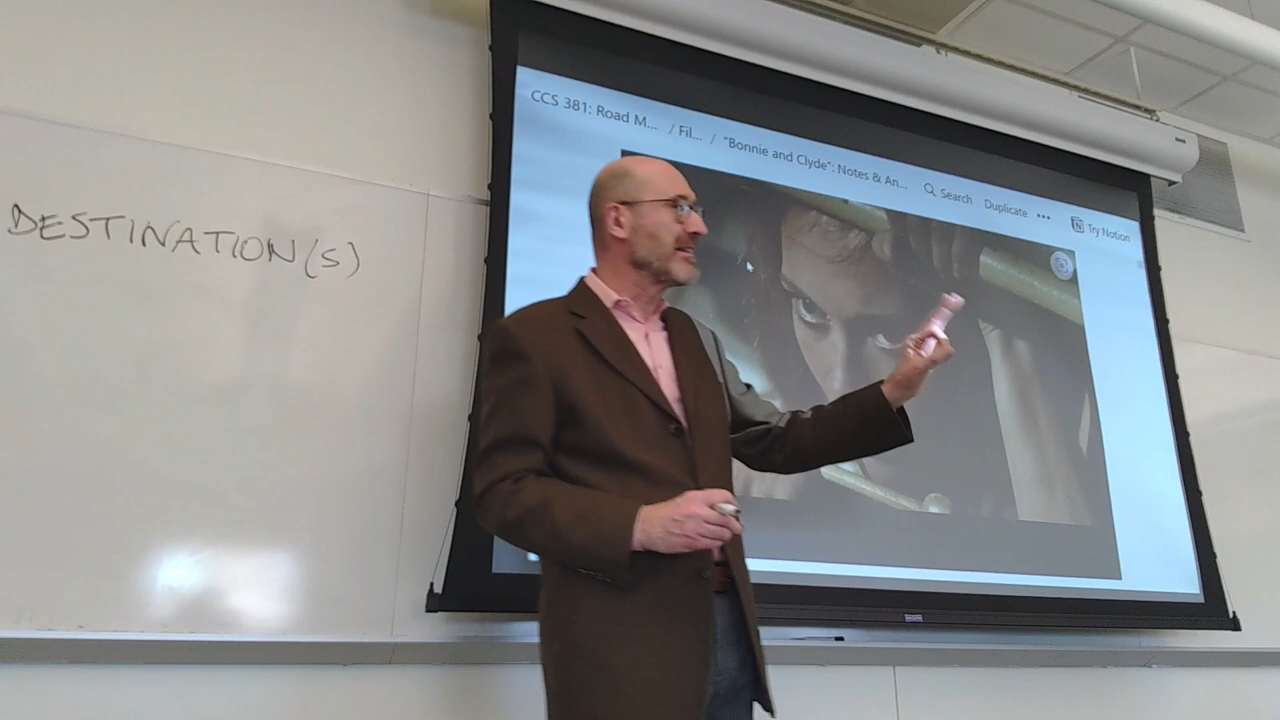 DESTINATION(S)
CCS 381: Road M... / Fil... / "Bonnie and Clyde": Notes & An...
Search
Duplicate
Try Notion